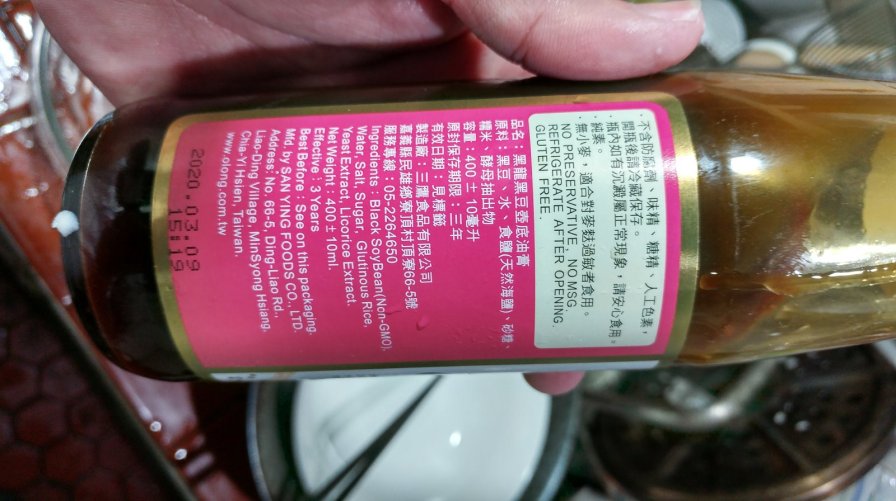 不含防腐劑、味精、糖精、人工色素，
開瓶後請冷藏保存。
瓶內如有沉澱屬正常現象，請安心食用。
純素。
無小麥，適合對麥麩過敏者食用。
NO PRESERVATIVE, NO MSG.
REFRIGERATE AFTER OPENING.
GLUTEN FREE.
品名：黑龍黑豆壺底油膏
原料：黑豆、水、食鹽(天然海鹽)、砂糖、
糯米、酵母抽出物
容量：400±10毫升
原封保存期限：三年
有效日期：見標籤
製造廠：三鷹食品有限公司
嘉義縣民雄鄉寮頂村頂寮66-5號
服務專線：05-2264650
Ingredients：Black SoyBean(Non-GMO),
Water, Salt, Sugar, Glutinous Rice,
Yeast Extract, Licorice Extract.
Net Weight：400±10ml.
Effective：3 Years
Best Before：See on this packaging.
Mfd. by SAN YING FOODS CO., LTD.
Address: No. 66-5, Ding-Liao Rd.,
Liao-Ding Village, MinSyong Hsiang,
Chia-Yi Hsien, Taiwan.
www.olong.com.tw
2020.03.09
15:19